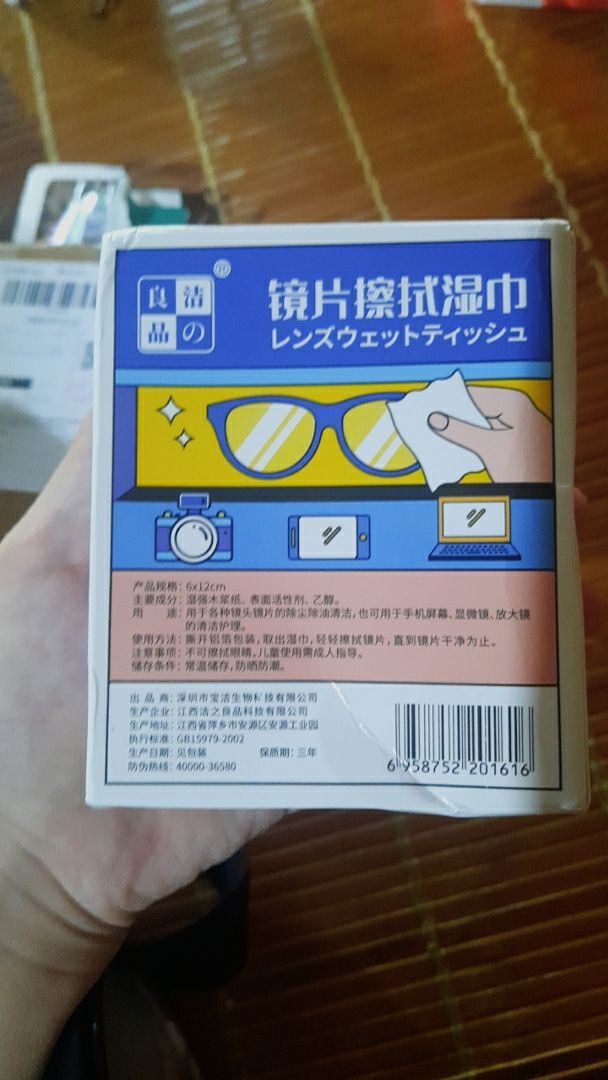 良洁
品の
®
镜片擦拭湿巾
レンズウェットティッシュ
产品规格：6x12cm
主要成分：湿强木浆纸、表面活性剂、乙醇。
用 途：用于各种镜头镜片的除尘除油清洁，也可用于手机屏幕、显微镜、放大镜
的清洁护理。
使用方法：撕开铝箔包装，取出湿巾，轻轻擦拭镜片，直到镜片干净为止。
注意事项：不可擦拭眼睛。儿童使用需成人指导。
储存条件：常温储存，防晒防潮。
出 品 商：深圳市宝洁生物科技有限公司
生产企业：江西洁之良品科技有限公司
生产地址：江西省萍乡市安源区安源工业园
执行标准：GB15979-2002
生产日期：见包装 保质期：三年
防伪热线：40000-36580
6 958752 201616